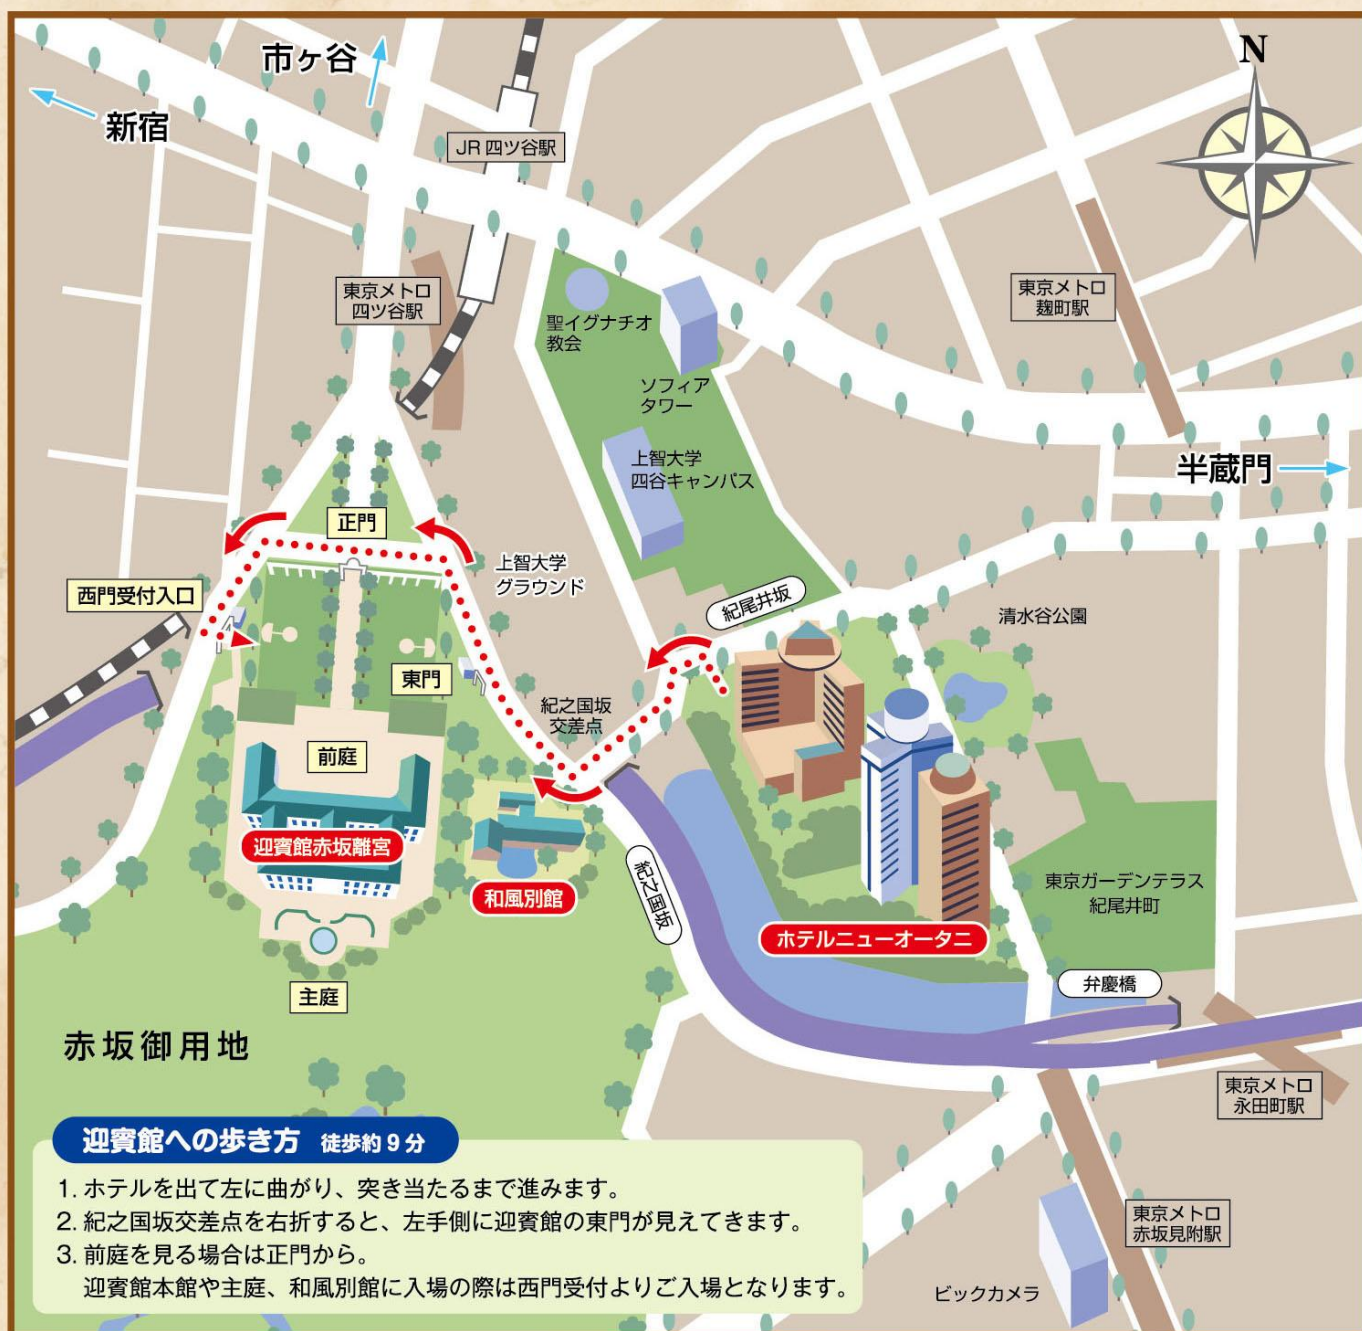 市ヶ谷
新宿
N
JR 四ツ谷駅
東京メトロ
四ツ谷駅
聖イグナチオ
教会
ソフィア
タワー
東京メトロ
麹町駅
上智大学
四谷キャンパス
半蔵門
正門
上智大学
グラウンド
西門受付入口
紀尾井坂
清水谷公園
東門
紀之国坂
交差点
前庭
迎賓館赤坂離宮
和風別館
紀之国坂
東京ガーデンテラス
紀尾井町
ホテルニューオータニ
弁慶橋
主庭
赤坂御用地
東京メトロ
永田町駅
迎賓館への歩き方 徒歩約9分
1. ホテルを出て左に曲がり、突き当たるまで進みます。
2. 紀之国坂交差点を右折すると、左手側に迎賓館の東門が見えてきます。
3. 前庭を見る場合は正門から。
迎賓館本館や主庭、和風別館に入場の際は西門受付よりご入場となります。
東京メトロ
赤坂見附駅
ビックカメラ